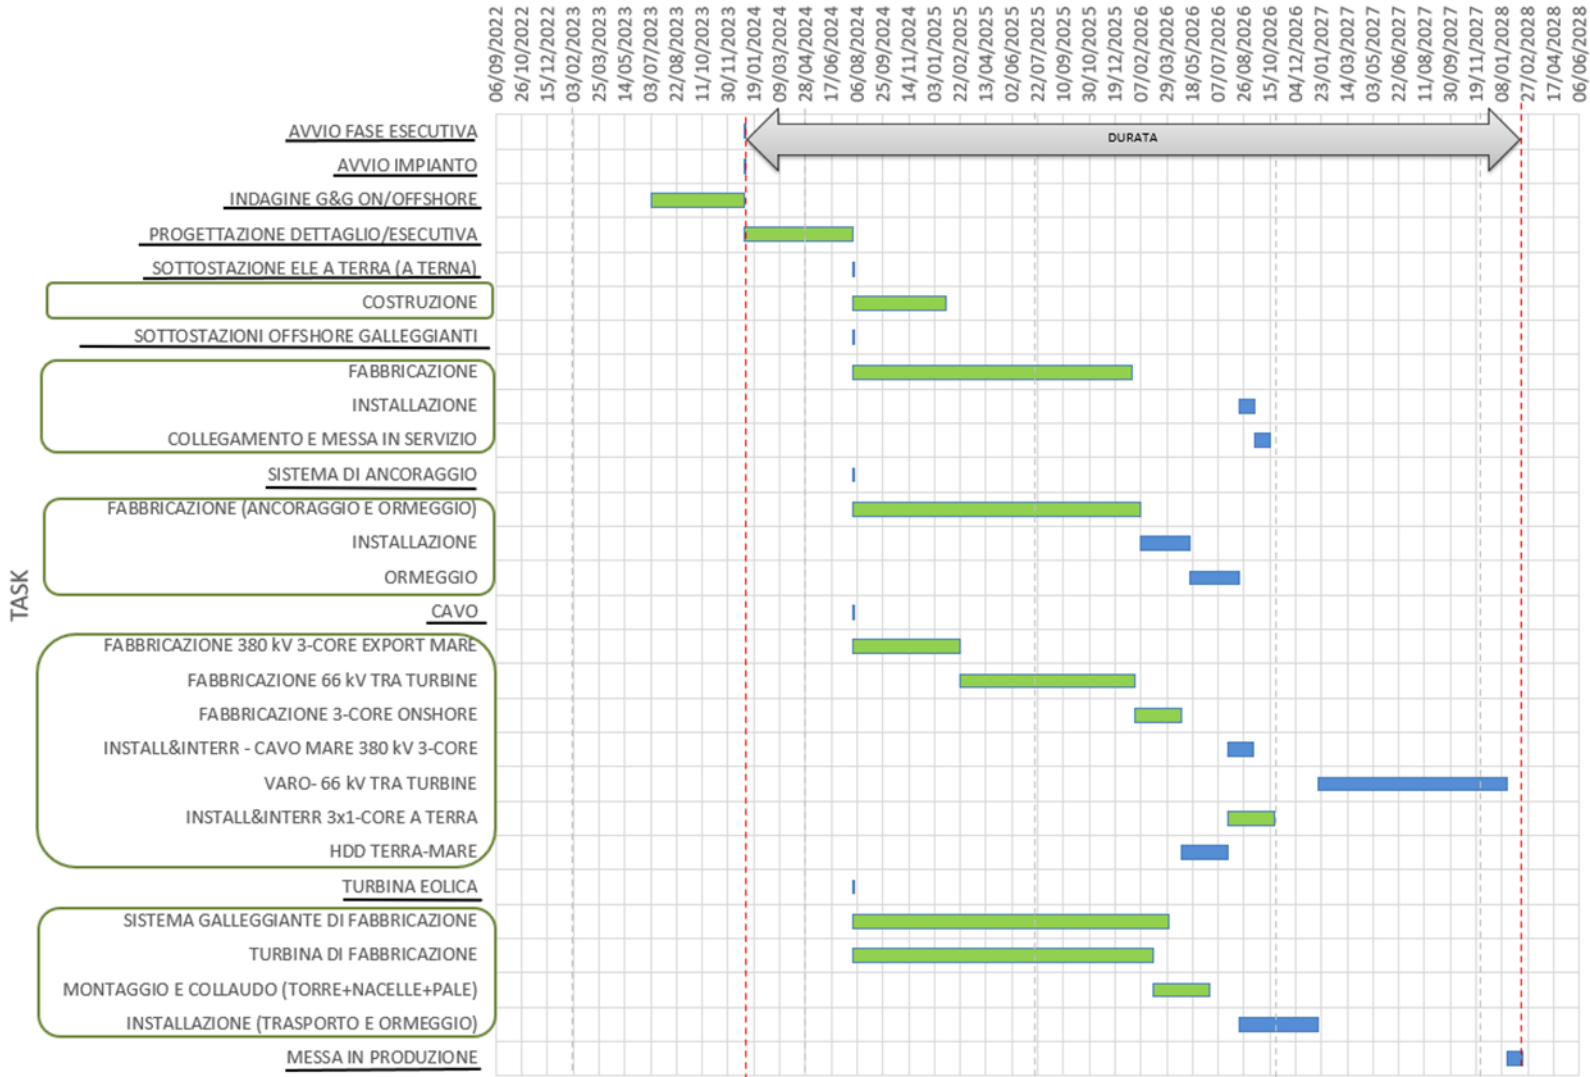 06/09/2022
26/10/2022
15/12/2022
03/02/2023
25/03/2023
14/05/2023
03/07/2023
22/08/2023
11/10/2023
30/11/2023
19/01/2024
09/03/2024
28/04/2024
17/06/2024
06/08/2024
25/09/2024
14/11/2024
03/01/2025
22/02/2025
13/04/2025
02/06/2025
22/07/2025
10/09/2025
30/10/2025
19/12/2025
07/02/2026
29/03/2026
18/05/2026
07/07/2026
26/08/2026
15/10/2026
04/12/2026
23/01/2027
14/03/2027
03/05/2027
22/06/2027
11/08/2027
30/09/2027
19/11/2027
08/01/2028
27/02/2028
17/04/2028
06/06/2028
AVVIO FASE ESECUTIVA
DURATA
AVVIO IMPIANTO
INDAGINE G&G ON/OFFSHORE
PROGETTAZIONE DETTAGLIO/ESECUTIVA
SOTTOSTAZIONE ELE A TERRA (A TERNA)
COSTRUZIONE
SOTTOSTAZIONI OFFSHORE GALLEGGIANTI
FABBRICAZIONE
INSTALLAZIONE
COLLEGAMENTO E MESSA IN SERVIZIO
SISTEMA DI ANCORAGGIO
FABBRICAZIONE (ANCORAGGIO E ORMEGGIO)
INSTALLAZIONE
ORMEGGIO
TASK
CAVO
FABBRICAZIONE 380 kV 3-CORE EXPORT MARE
FABBRICAZIONE 66 kV TRA TURBINE
FABBRICAZIONE 3-CORE ONSHORE
INSTALL&INTERR - CAVO MARE 380 kV 3-CORE
VARO- 66 kV TRA TURBINE
INSTALL&INTERR 3x1-CORE A TERRA
HDD TERRA-MARE
TURBINA EOLICA
SISTEMA GALLEGGIANTE DI FABBRICAZIONE
TURBINA DI FABBRICAZIONE
MONTAGGIO E COLLAUDO (TORRE+NACELLE+PALE)
INSTALLAZIONE (TRASPORTO E ORMEGGIO)
MESSA IN PRODUZIONE